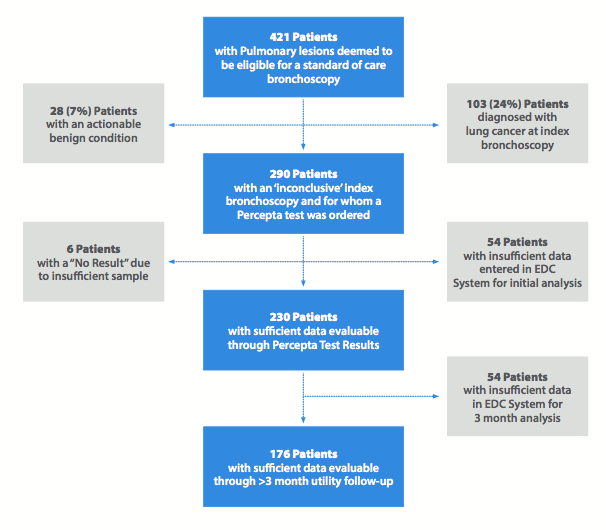 421 Patients
with Pulmonary lesions deemed to
be eligible for a standard of care
bronchoscopy
28 (7%) Patients
with an actionable
benign condition
103 (24%) Patients
diagnosed with
lung cancer at index
bronchoscopy
290 Patients
with an ‘inconclusive’ index
bronchoscopy and for whom a
Percepta test was ordered
6 Patients
with a “No Result” due
to insufficient sample
54 Patients
with insufficient data
entered in EDC
System for initial analysis
230 Patients
with sufficient data evaluable
through Percepta Test Results
54 Patients
with insufficient data
in EDC System for
3 month analysis
176 Patients
with sufficient data evaluable
through >3 month utility follow-up